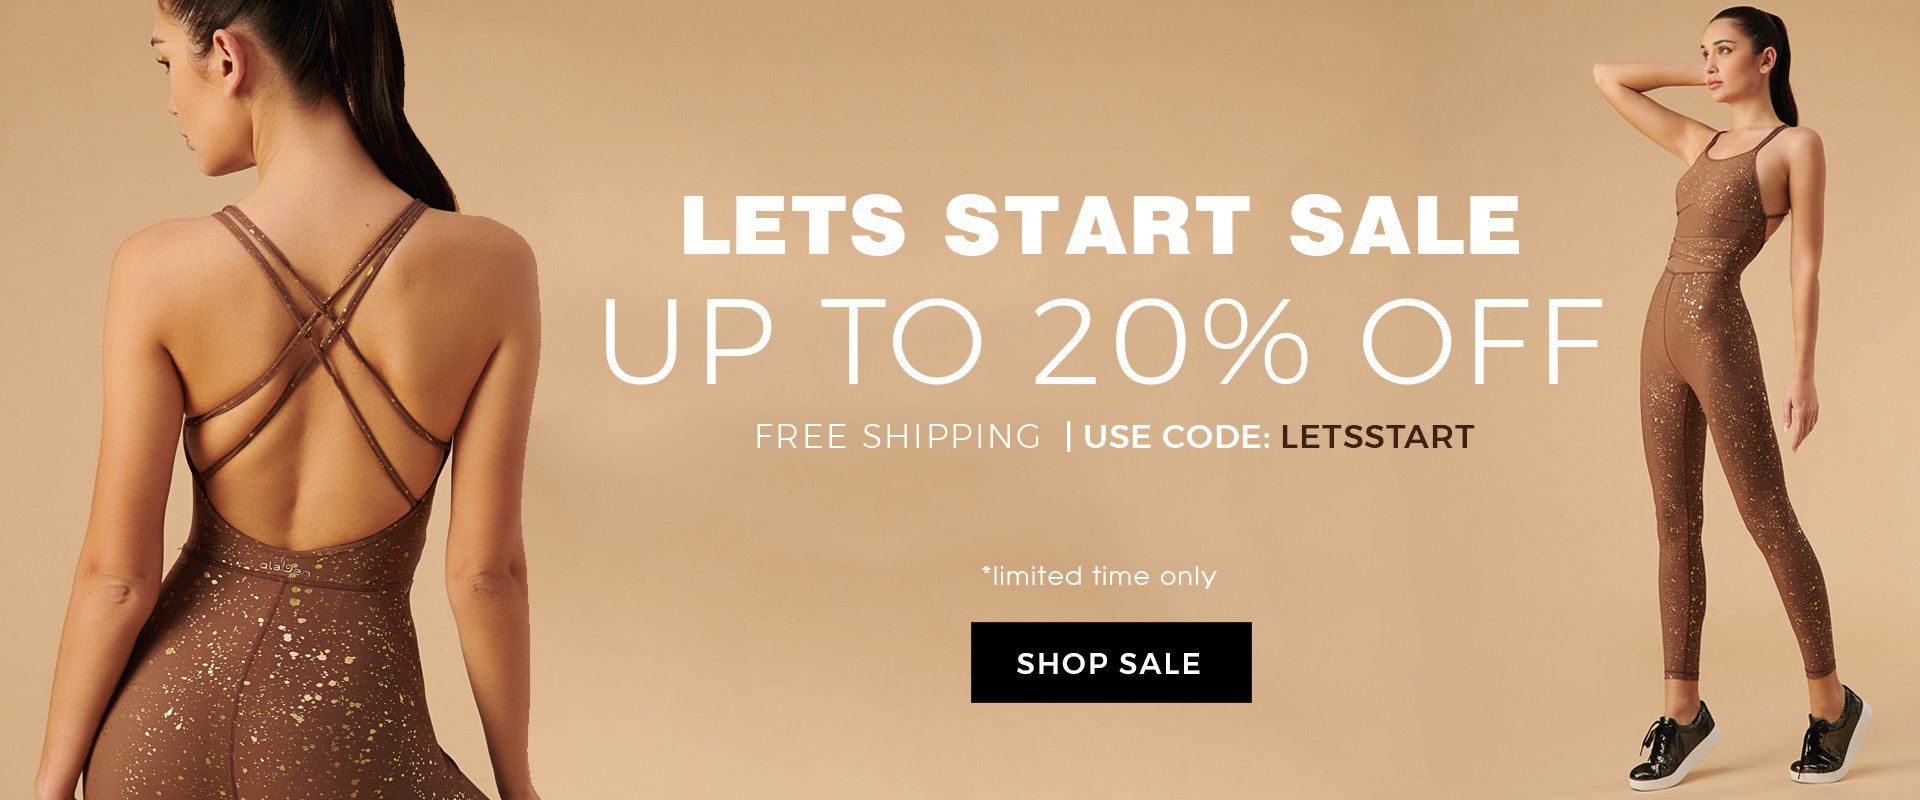 LETS START SALE
UP TO 20% OFF
FREE SHIPPING | USE CODE: LETSSTART
*limited time only
SHOP SALE